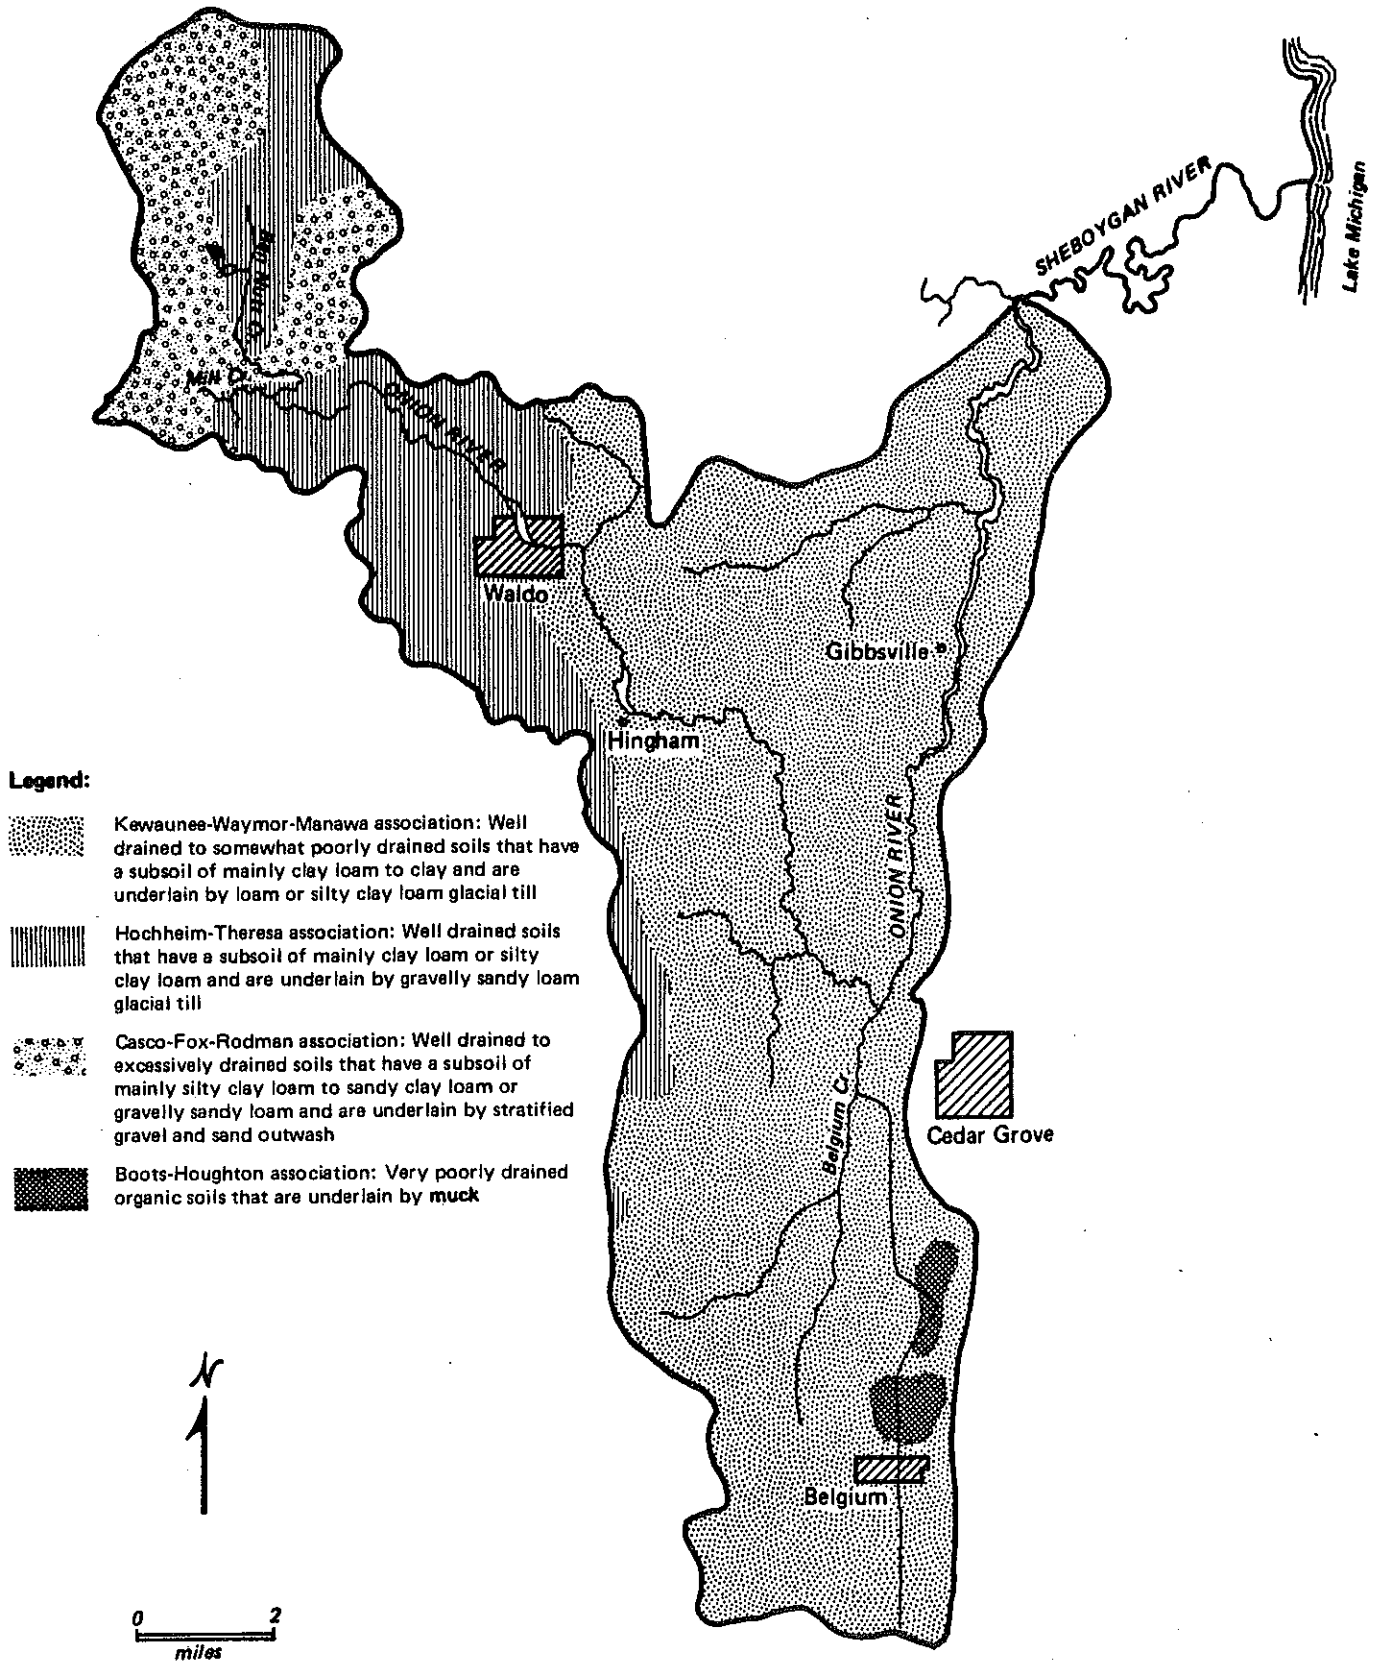 SHEBOYGAN RIVER
Lake Michigan
Ben Nutt Cr.
Mill Cr.
ONION RIVER
Waldo
Gibbsville
Hingham
Legend:
Kewaunee-Waymor-Manawa association: Well
drained to somewhat poorly drained soils that have
a subsoil of mainly clay loam to clay and are
underlain by loam or silty clay loam glacial till
ONION RIVER
Hochheim-Theresa association: Well drained soils
that have a subsoil of mainly clay loam or silty
clay loam and are underlain by gravelly sandy loam
glacial till
Casco-Fox-Rodman association: Well drained to
excessively drained soils that have a subsoil of
mainly silty clay loam to sandy clay loam or
gravelly sandy loam and are underlain by stratified
gravel and sand outwash
Belgium Cr.
Cedar Grove
Boots-Houghton association: Very poorly drained
organic soils that are underlain by muck
N
Belgium
0 2
miles